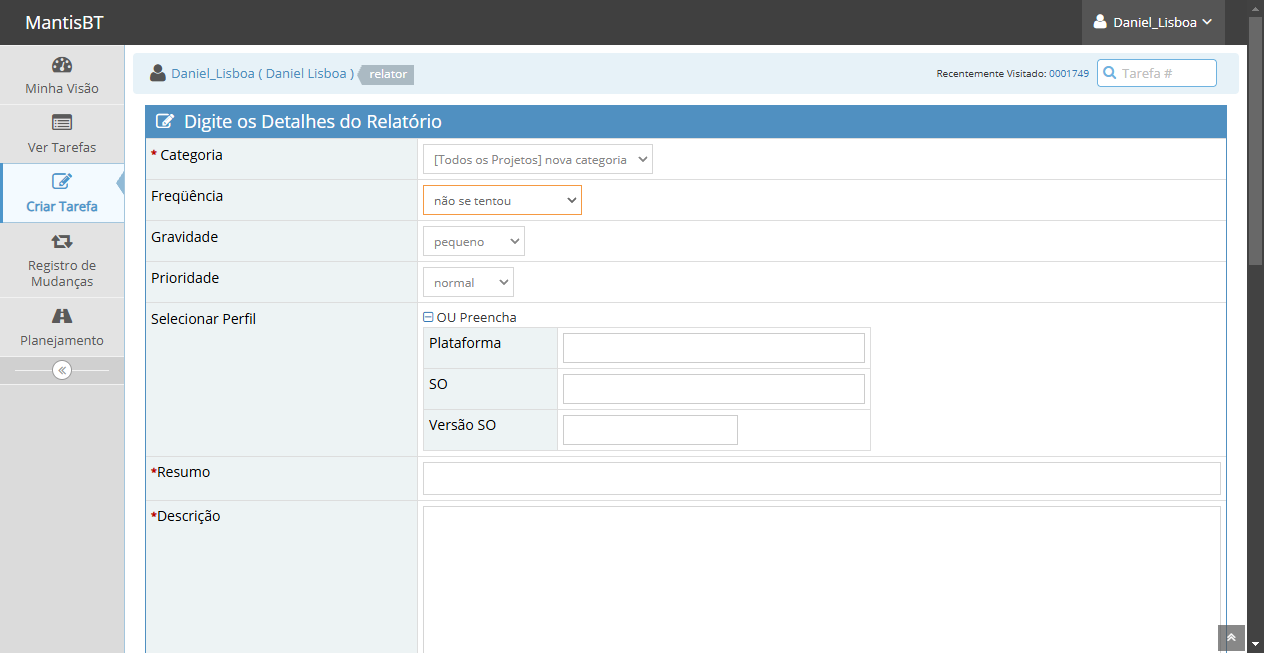 MantisBT
Daniel_Lisboa
Minha Visão
Ver Tarefas
Criar Tarefa
Registro de
Mudanças
Planejamento
Daniel_Lisboa ( Daniel Lisboa ) relator
Recentemente Visitado: 0001749
Tarefa #
Digite os Detalhes do Relatório
* Categoria
[Todos os Projetos] nova categoria
Freqüência
não se tentou
Gravidade
pequeno
Prioridade
normal
Selecionar Perfil
OU Preencha
Plataforma
SO
Versão SO
*Resumo
*Descrição